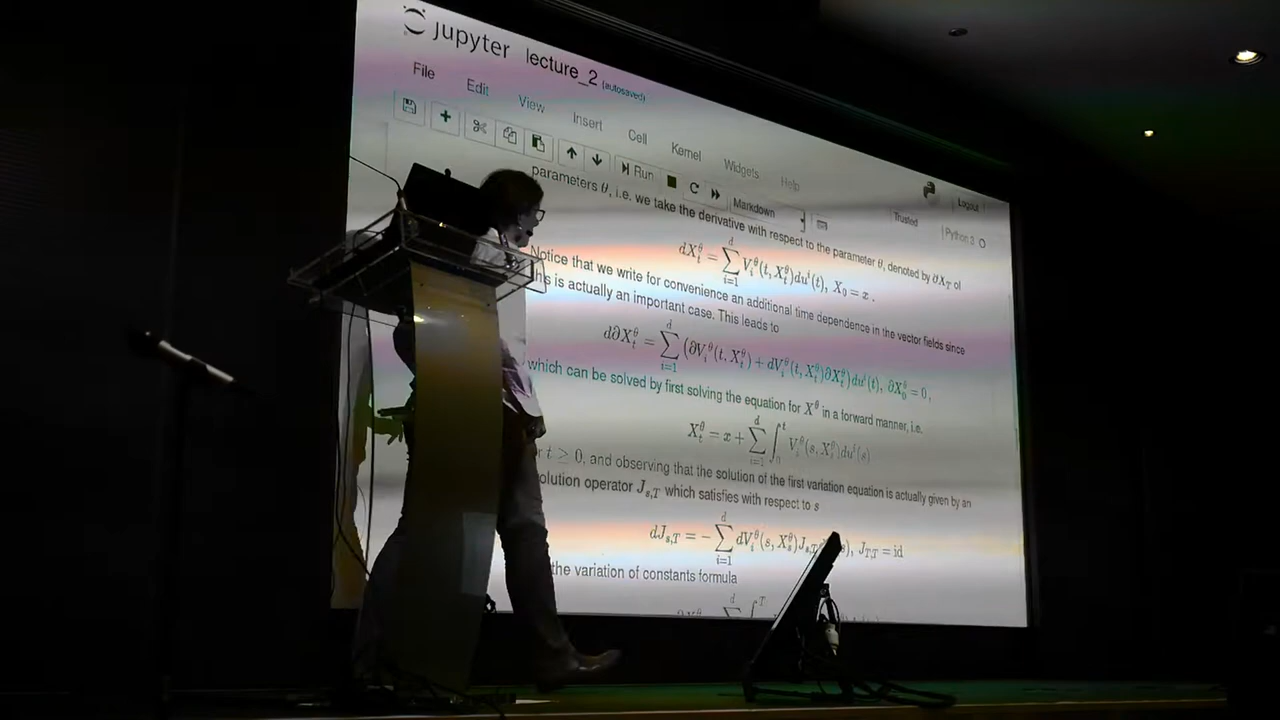 jupyter lecture_2 (autosaved)
File Edit View Insert Cell Kernel Widgets Help
Trusted Python 3 O Logout
Run Markdown
parameters θ, i.e. we take the derivative with respect to the parameter θ, denoted by ∂X_T of
dX_t^θ = ∑_{i=1}^d V_i^θ(t, X_t^θ)du^i(t), X_0 = x .
Notice that we write for convenience an additional time dependence in the vector fields since
this is actually an important case. This leads to
d∂X_t^θ = ∑_{i=1}^d (∂V_i^θ(t, X_t^θ) + dV_i^θ(t, X_t^θ)∂X_t^θ)du^i(t), ∂X_0^θ = 0 ,
which can be solved by first solving the equation for X^θ in a forward manner, i.e.
X_t^θ = x + ∑_{i=1}^d ∫_0^t V_i^θ(s, X_s^θ)du^i(s)
r t ≥ 0, and observing that the solution of the first variation equation is actually given by an
olution operator J_{s,T} which satisfies with respect to s
dJ_{s,T} = − ∑_{i=1}^d dV_i^θ(s, X_s^θ)J_{s,T} s), J_{T,T} = id
the variation of constants formula